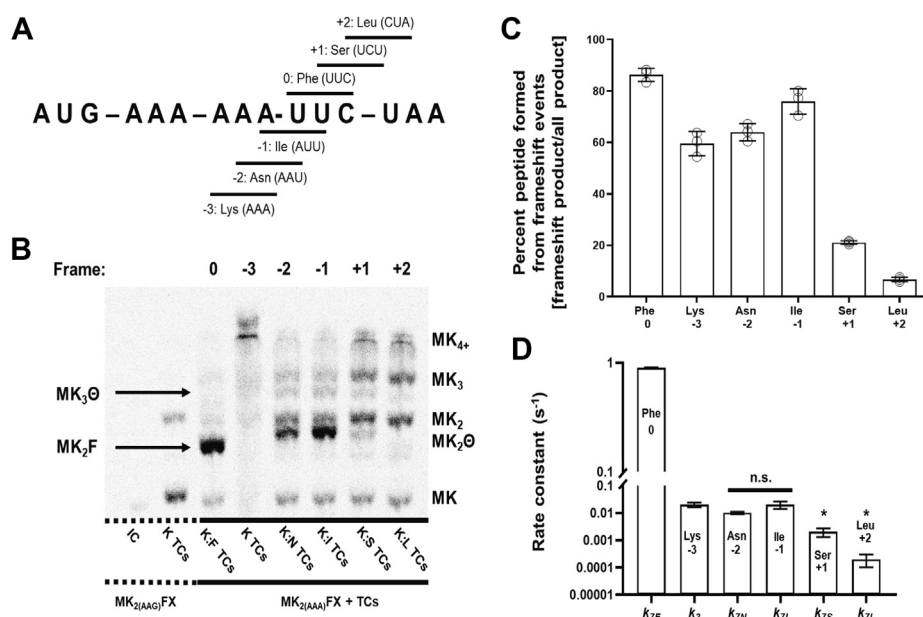 A
+2: Leu (CUA)
+1: Ser (UCU)
0: Phe (UUC)
AUG – AAA – AAA - UUC – UAA
-1: Ile (AUU)
-2: Asn (AAU)
-3: Lys (AAA)
B
Frame: 0 -3 -2 -1 +1 +2
MK4+
MK3
MK3Θ
MK2
MK2F
MK2Θ
MK
IC K TCs K:F TCs K TCs K:N TCs K:I TCs K:S TCs K:L TCs
MK2(AAG)FX MK2(AAA)FX + TCs
C
Percent peptide formed
from frameshift events
[frameshift product/all product]
100
80
60
40
20
0
Phe Lys Asn Ile Ser Leu
0 -3 -2 -1 +1 +2
D
Rate constant (s-1)
1
0.1
0.1
0.01
0.001
0.0001
0.00001
n.s.
* *
Phe
0
Lys
-3
Asn
-2
Ile
-1
Ser
+1
Leu
+2